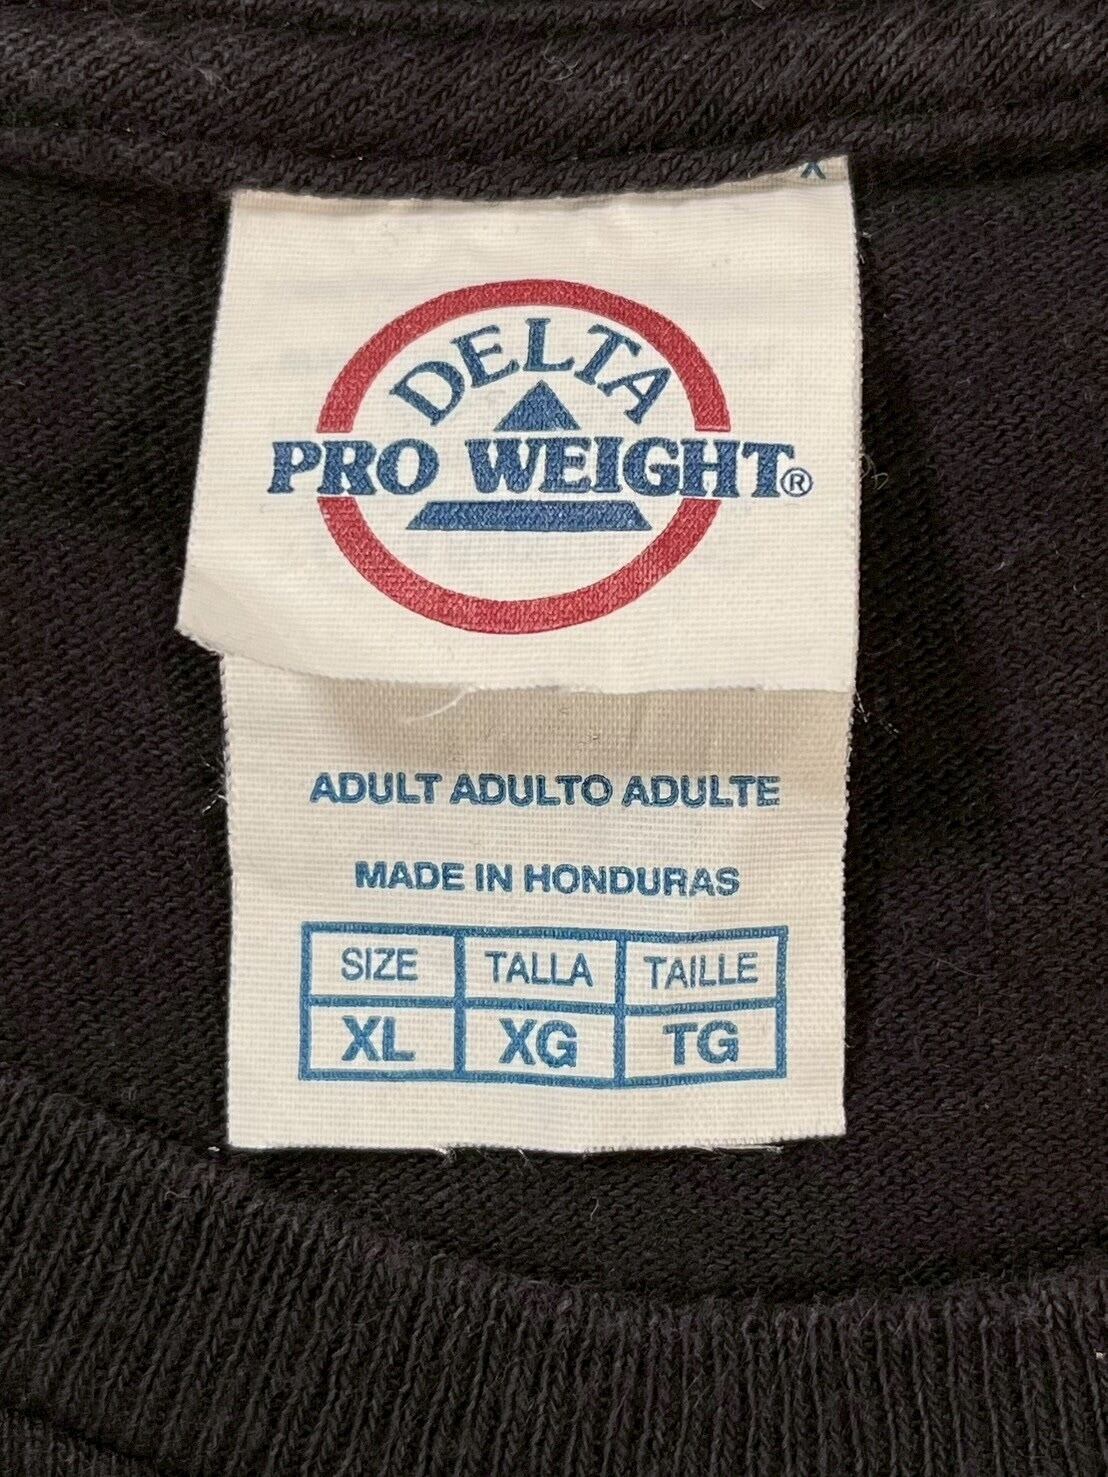 X
DELTA
PRO WEIGHT®
ADULT ADULTO ADULTE
MADE IN HONDURAS
SIZE TALLA TAILLE
XL XG TG